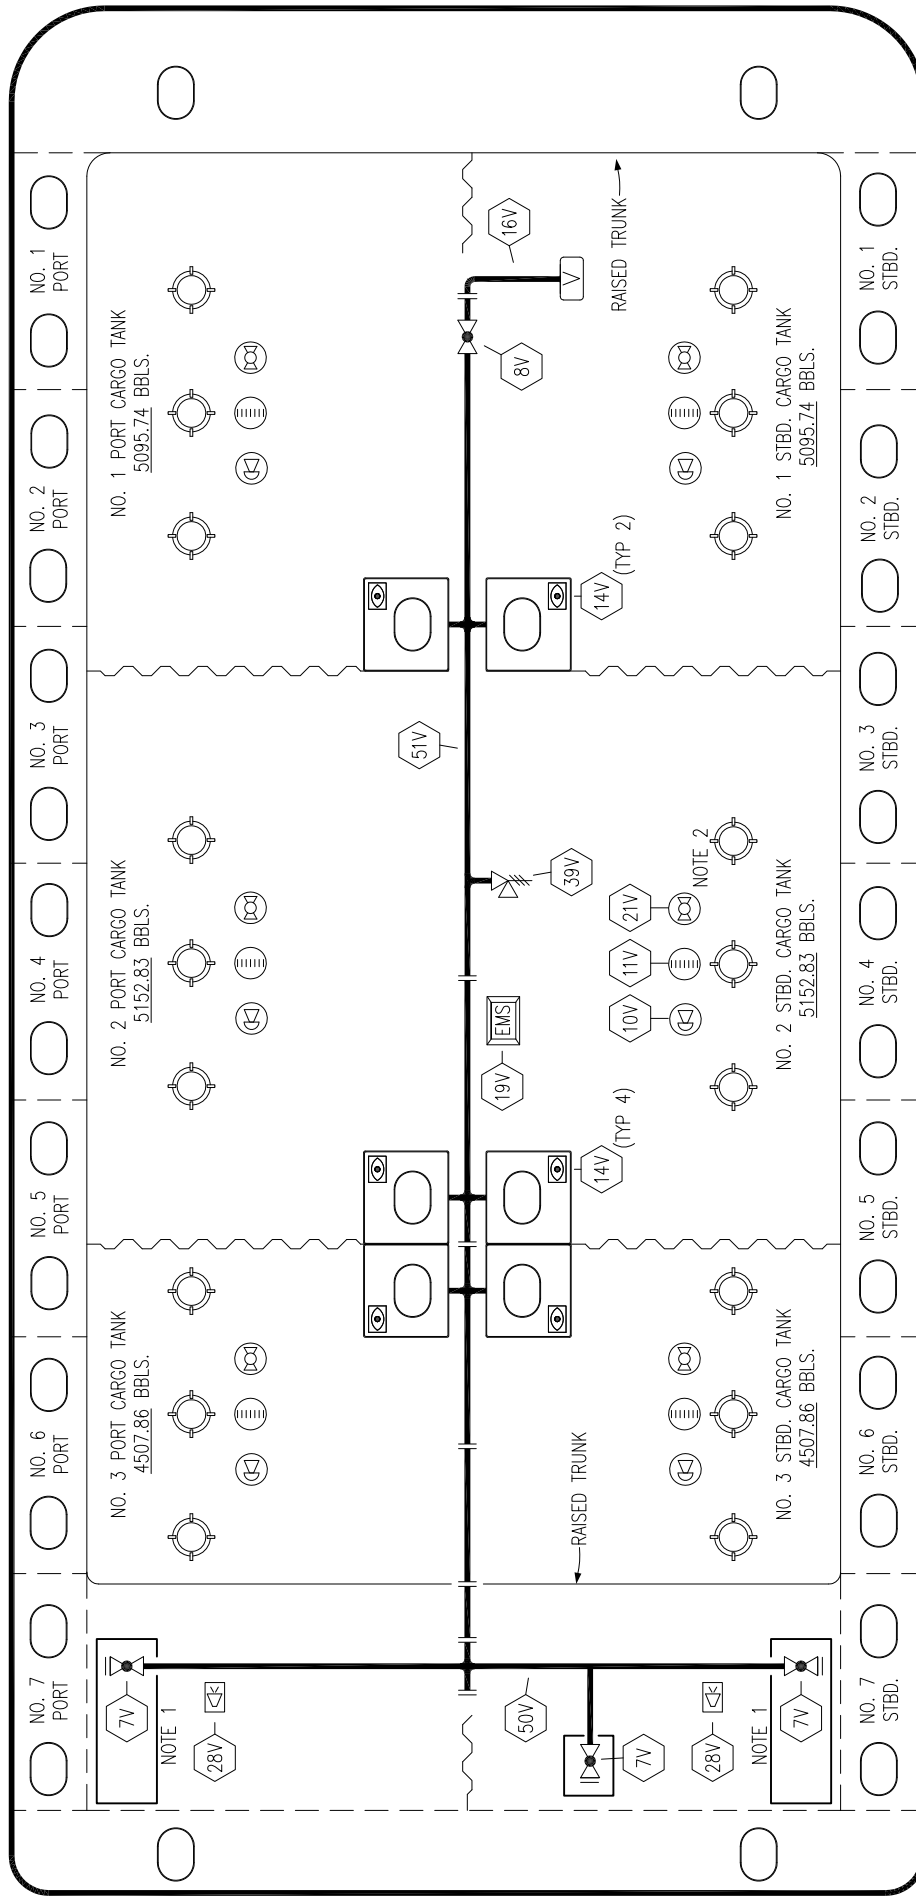 NO. 1
PORT
NO. 2
PORT
NO. 3
PORT
NO. 4
PORT
NO. 5
PORT
NO. 6
PORT
NO. 7
PORT
NO. 1 PORT CARGO TANK
5095.74 BBLS.
NO. 2 PORT CARGO TANK
5152.83 BBLS.
NO. 3 PORT CARGO TANK
4507.86 BBLS.
7V
NOTE 1
28V
51V
16V
V
8V
RAISED TRUNK
14V
(TYP 2)
39V
EMS
19V
14V
(TYP 4)
21V
NOTE 2
11V
10V
RAISED TRUNK
50V
7V
28V
NOTE 1
7V
NO. 1 STBD. CARGO TANK
5095.74 BBLS.
NO. 2 STBD. CARGO TANK
5152.83 BBLS.
NO. 3 STBD. CARGO TANK
4507.86 BBLS.
NO. 1
STBD.
NO. 2
STBD.
NO. 3
STBD.
NO. 4
STBD.
NO. 5
STBD.
NO. 6
STBD.
NO. 7
STBD.